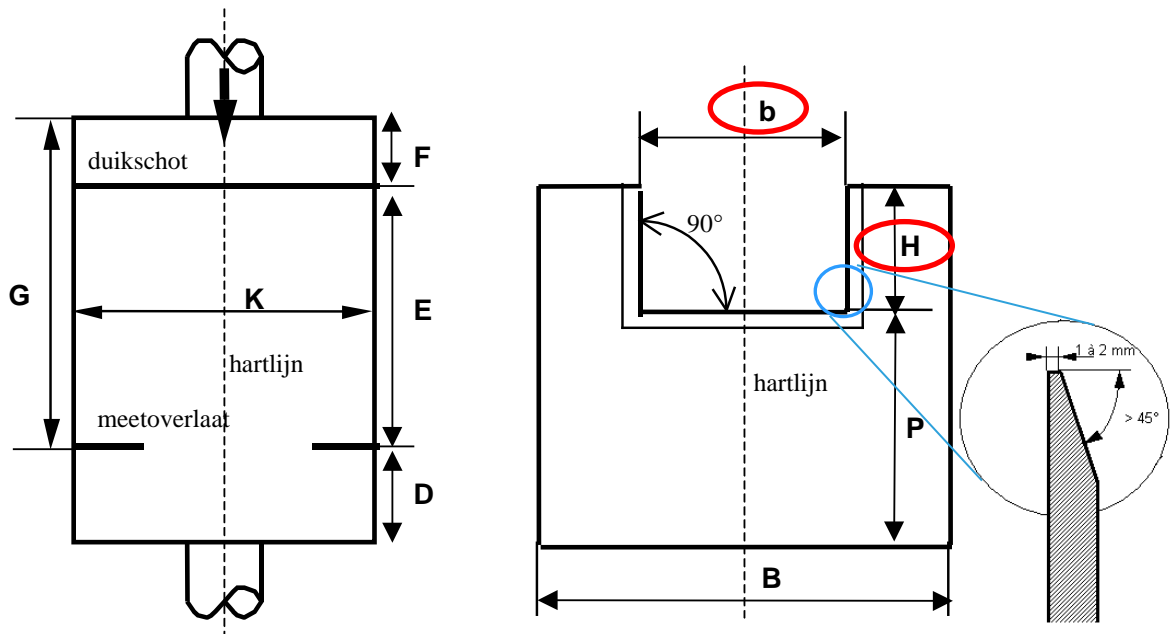 duikschot
F
G
K
E
hartlijn
meetoverlaat
D
b
90°
H
hartlijn
P
B
1 à 2 mm
> 45°